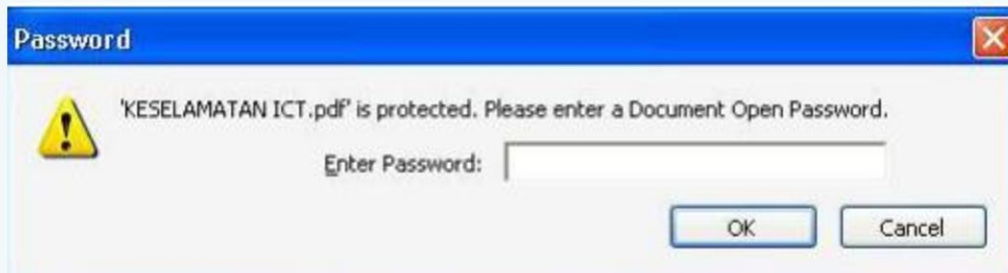 Password
'KESELAMATAN ICT.pdf' is protected. Please enter a Document Open Password.
Enter Password:
OK Cancel